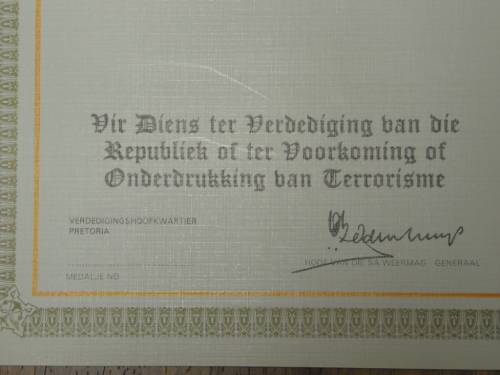 Vir Diens ter Verdediging van die
Republiek of ter Voorkoming of
Onderdrukking van Terrorisme
VERDEDIGINGSHOOFKWARTIER
PRETORIA
HOOF VAN DIE SA WEERMAG GENERAAL
MEDALJE NO